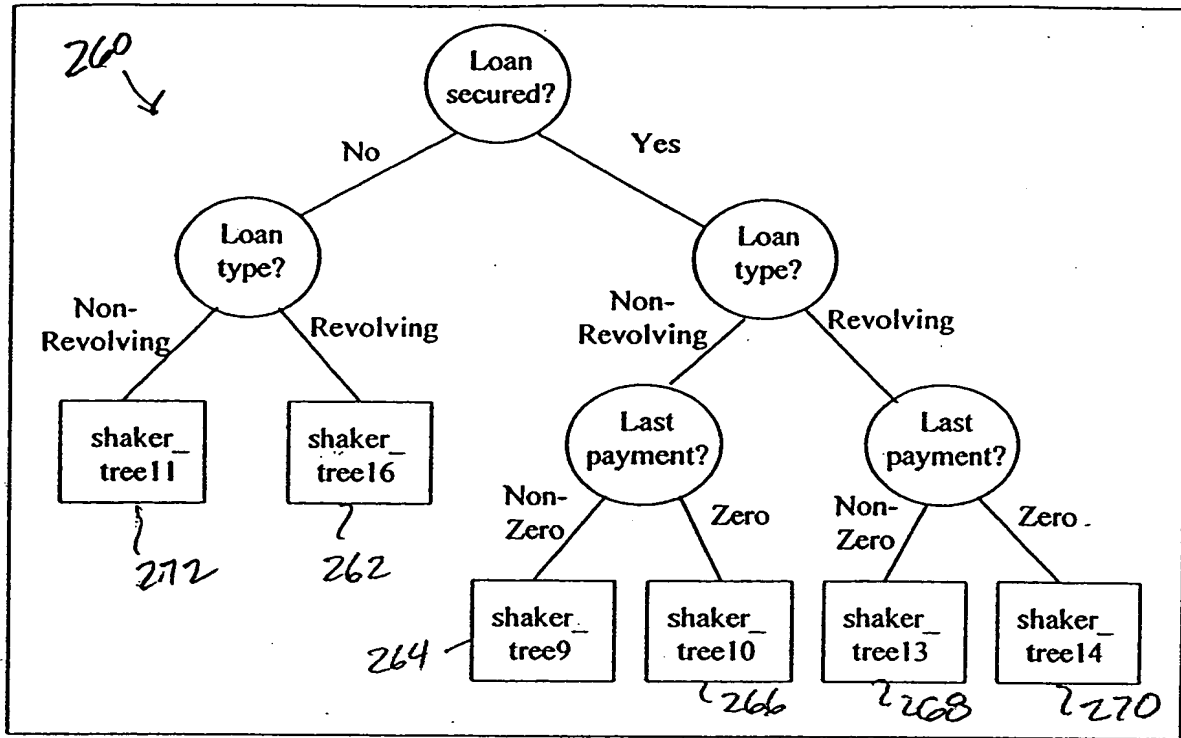 260
Loan
secured?
No
Yes
Loan
type?
Loan
type?
Non-
Revolving
Revolving
Non-
Revolving
Revolving
shaker_
tree11
shaker_
tree16
Last
payment?
Last
payment?
272
262
Non-
Zero
Zero
Non-
Zero
Zero
264
shaker_
tree9
shaker_
tree10
shaker_
tree13
shaker_
tree14
266
268
270